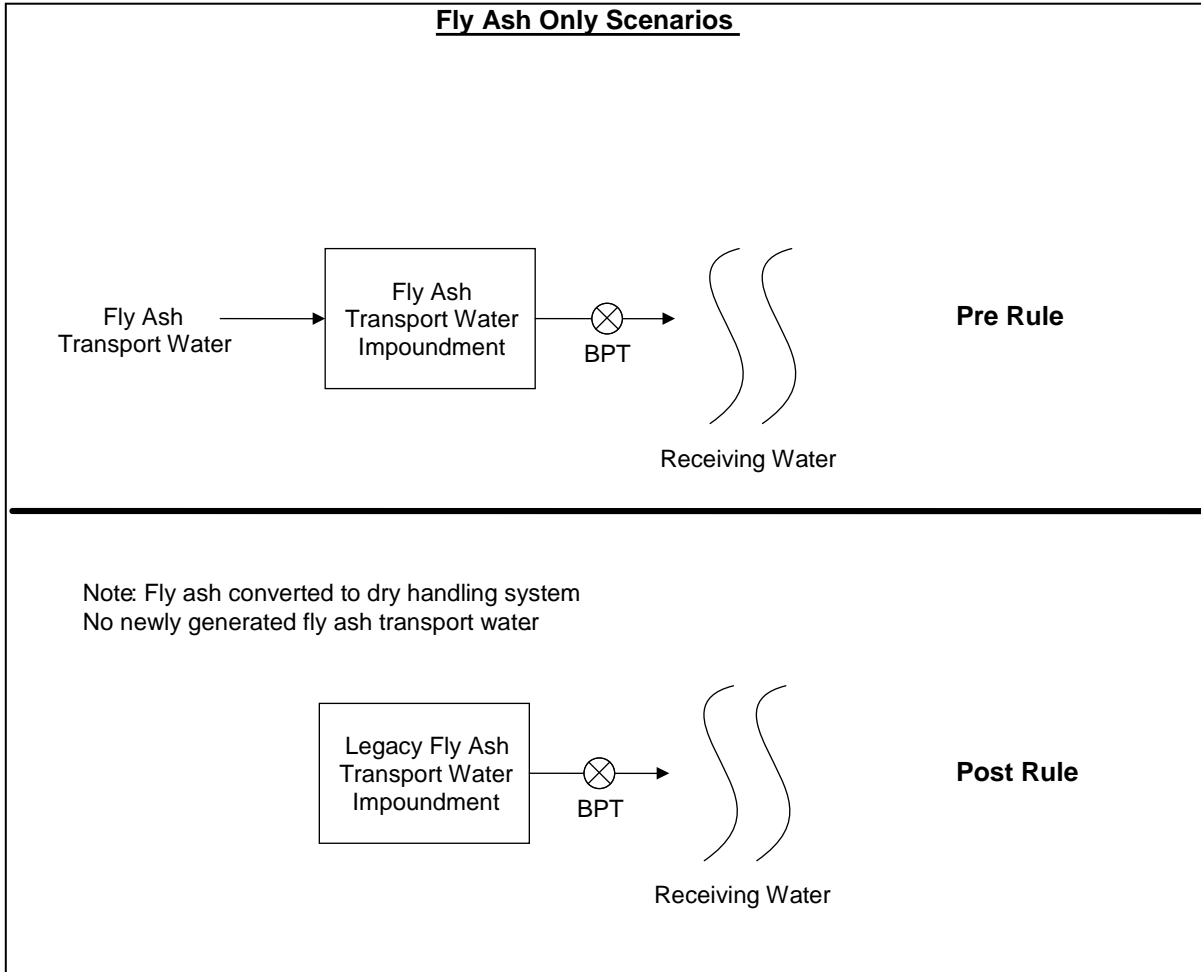 Fly Ash Only Scenarios
Fly Ash
Transport Water
Fly Ash
Transport Water
Impoundment
BPT
Receiving Water
Pre Rule
Note: Fly ash converted to dry handling system
No newly generated fly ash transport water
Legacy Fly Ash
Transport Water
Impoundment
BPT
Receiving Water
Post Rule